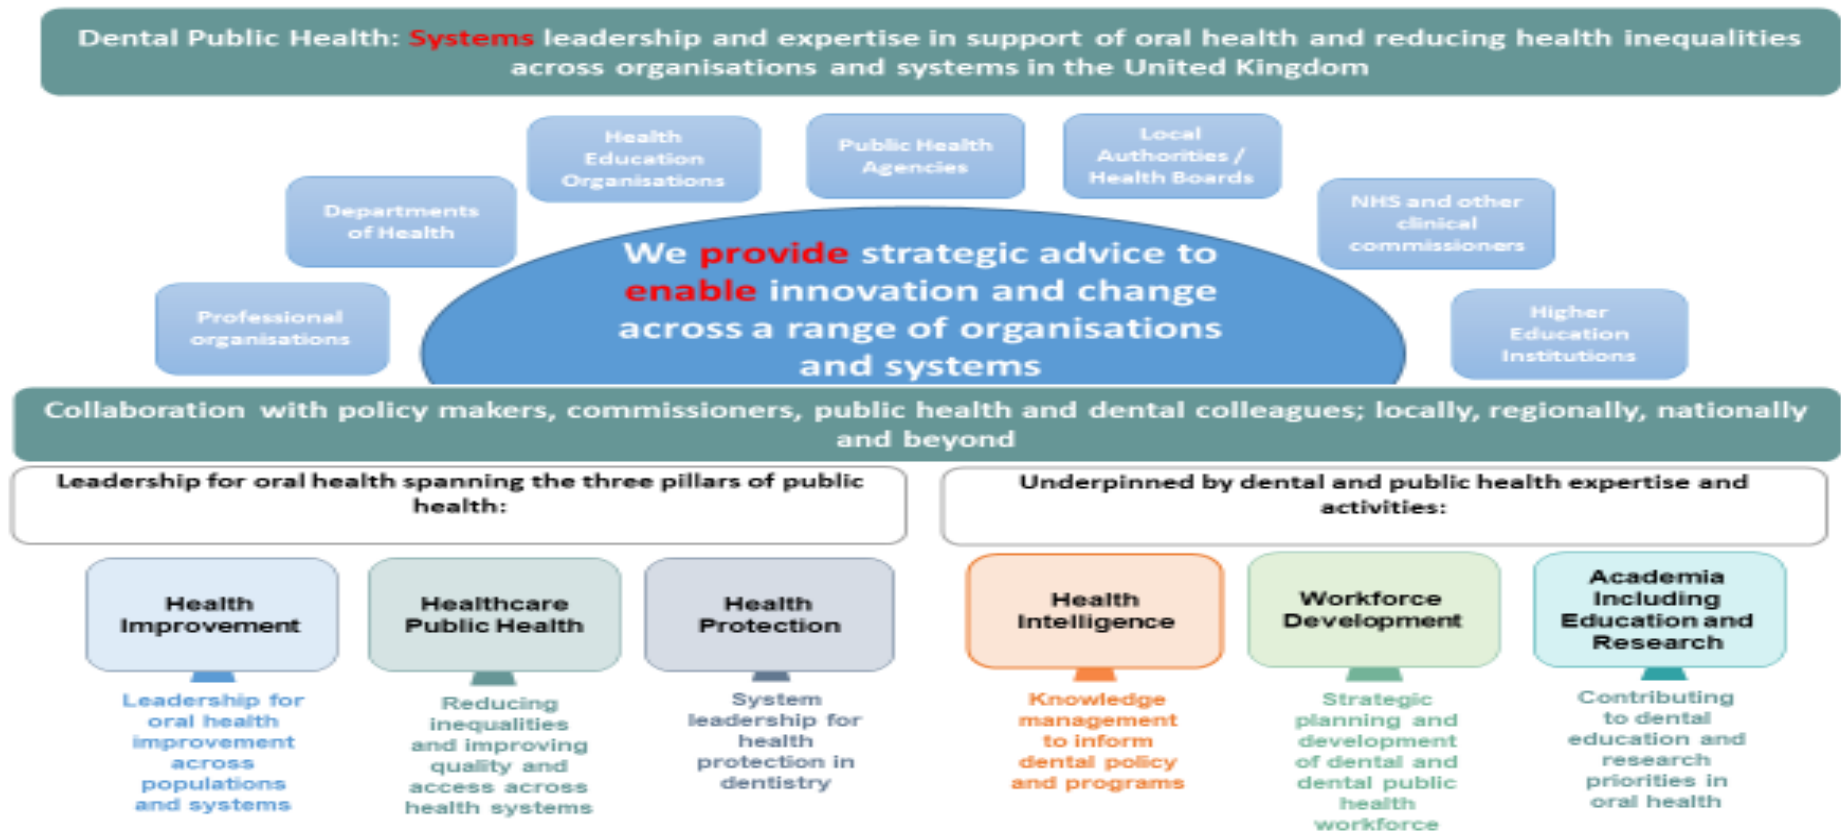 Dental Public Health: Systems leadership and expertise in support of oral health and reducing health inequalities
across organisations and systems in the United Kingdom
Professional
organisations
Departments
of Health
Health
Education
Organisations
Public Health
Agencies
Local
Authorities /
Health Boards
NHS and other
clinical
commissioners
Higher
Education
Institutions
We provide strategic advice to
enable innovation and change
across a range of organisations
and systems
Collaboration with policy makers, commissioners, public health and dental colleagues; locally, regionally, nationally
and beyond
Leadership for oral health spanning the three pillars of public
health:
Health
Improvement
Leadership for
oral health
improvement
across
populations
and systems
Healthcare
Public Health
Reducing
inequalities
and improving
quality and
access across
health systems
Health
Protection
System
leadership for
health
protection in
dentistry
Underpinned by dental and public health expertise and
activities:
Health
Intelligence
Knowledge
management
to inform
dental policy
and programs
Workforce
Development
Strategic
planning and
development
of dental and
dental public
health
workforce
Academia
Including
Education and
Research
Contributing
to dental
education and
research
priorities in
oral health